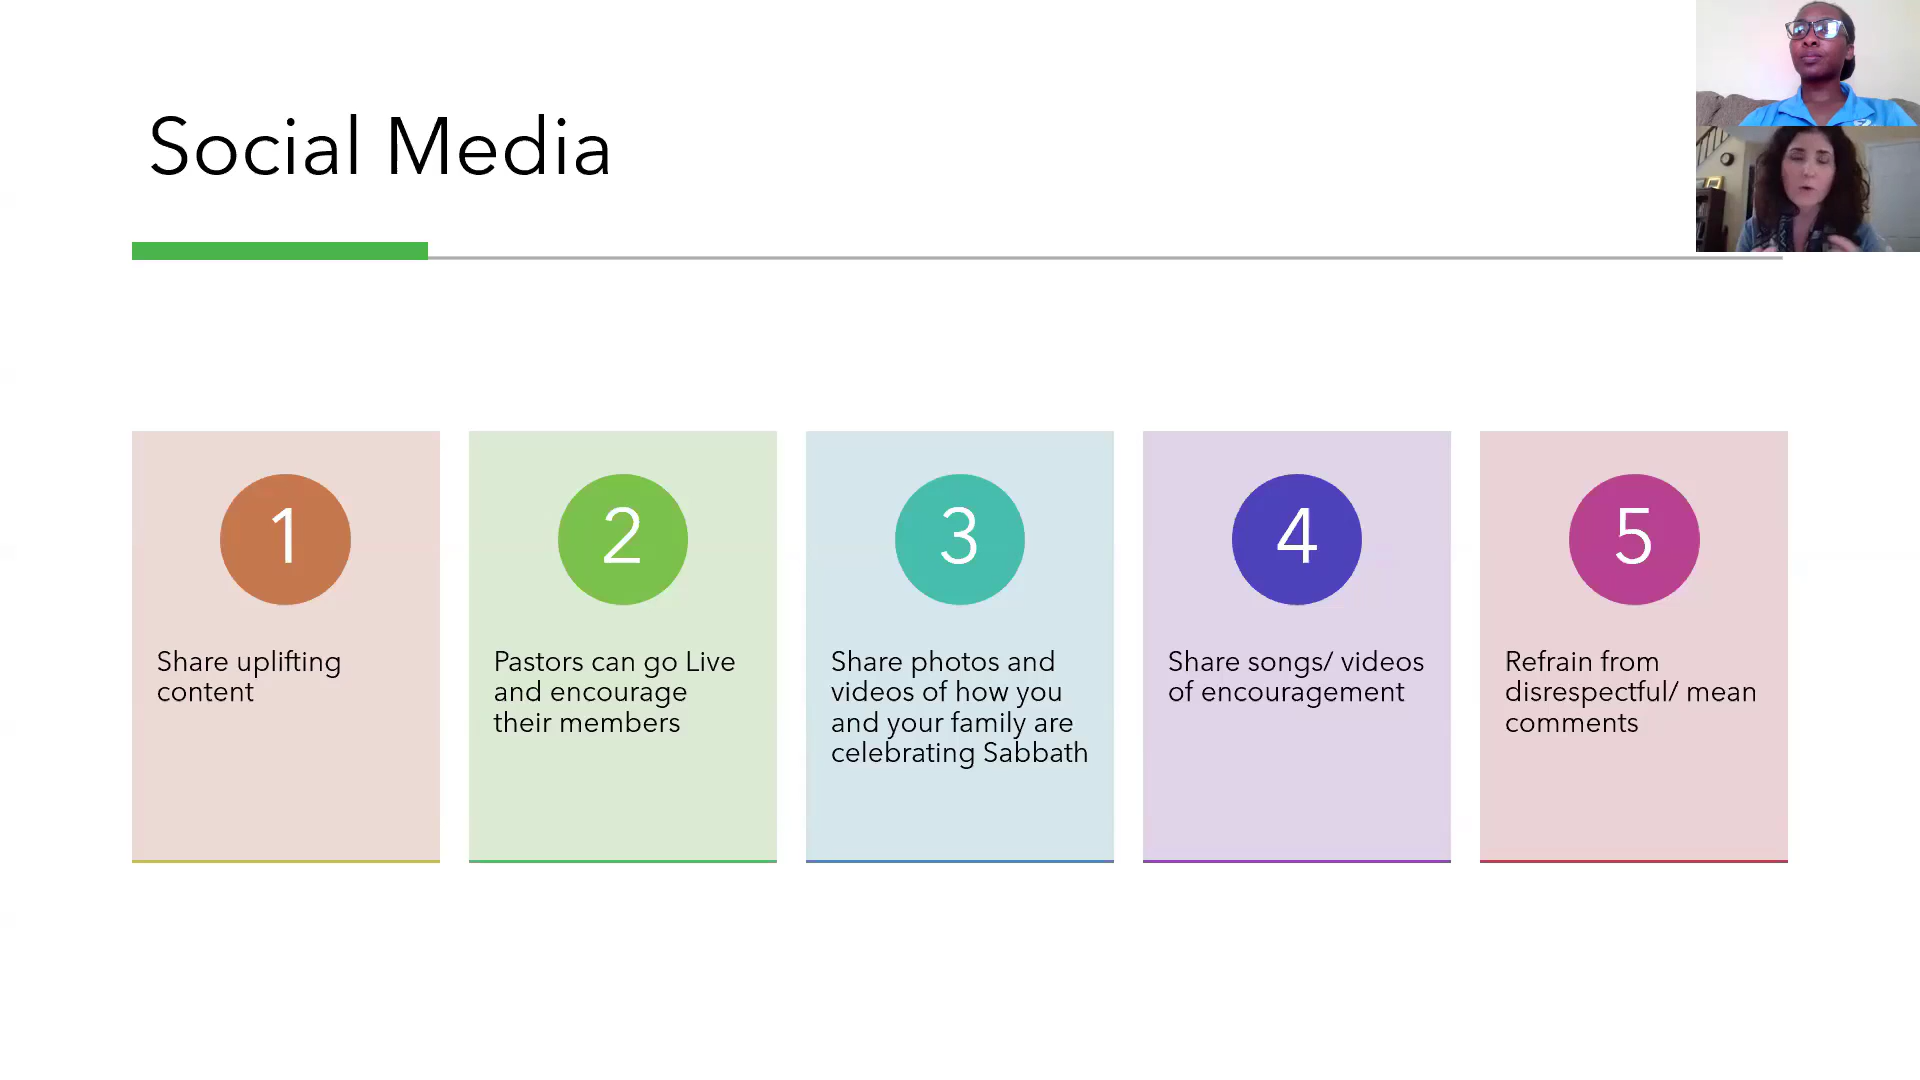 Social Media
1
Share uplifting
content
2
Pastors can go Live
and encourage
their members
3
Share photos and
videos of how you
and your family are
celebrating Sabbath
4
Share songs/ videos
of encouragement
5
Refrain from
disrespectful/ mean
comments